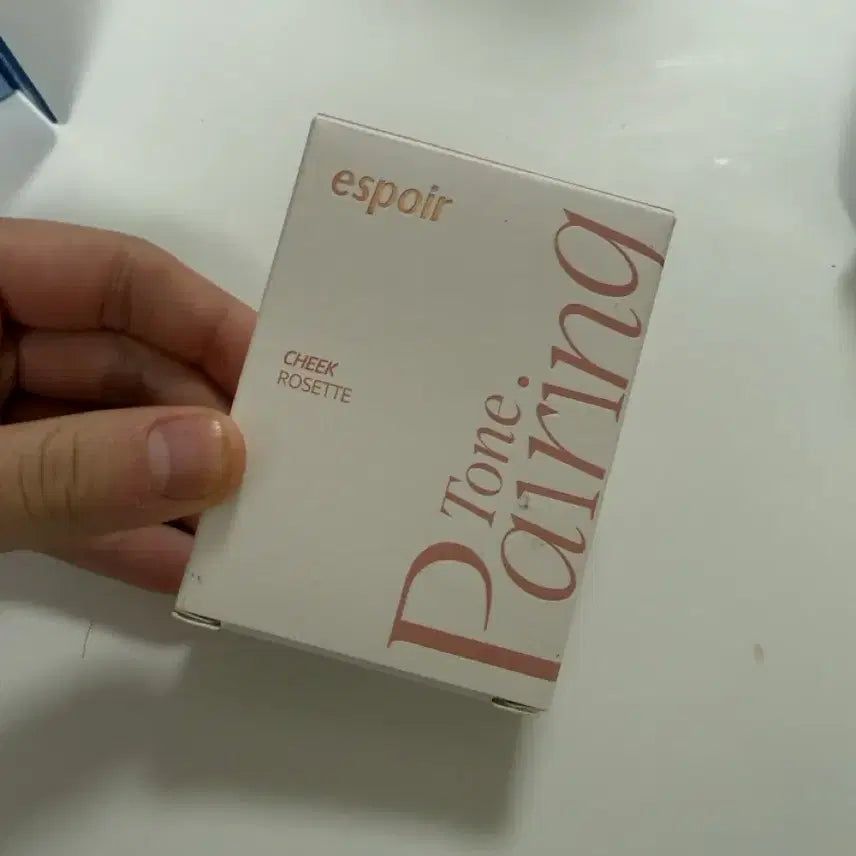 espoir
CHEEK
ROSETTE
Tone.
Pairing